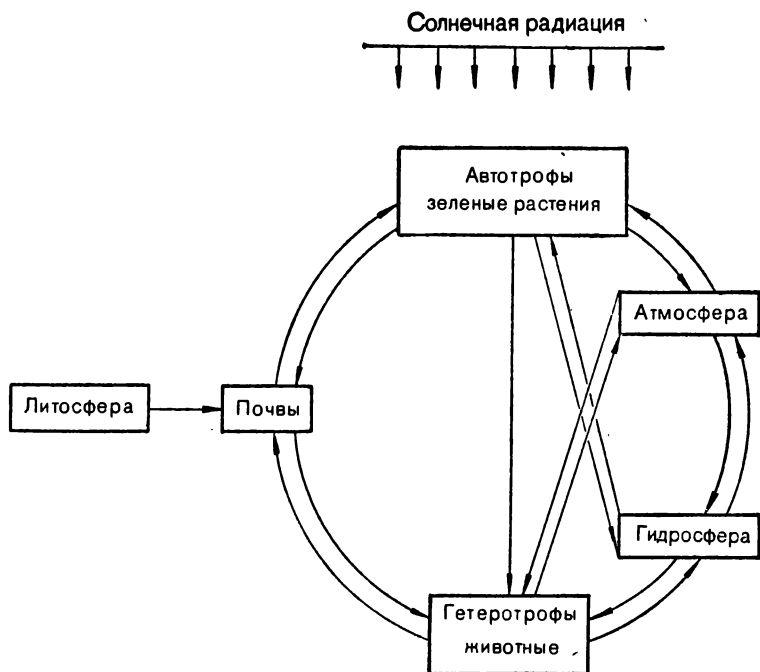 Солнечная радиация
Автотрофы
зеленые растения
Атмосфера
Литосфера
Почвы
Гидросфера
Гетеротрофы
животные